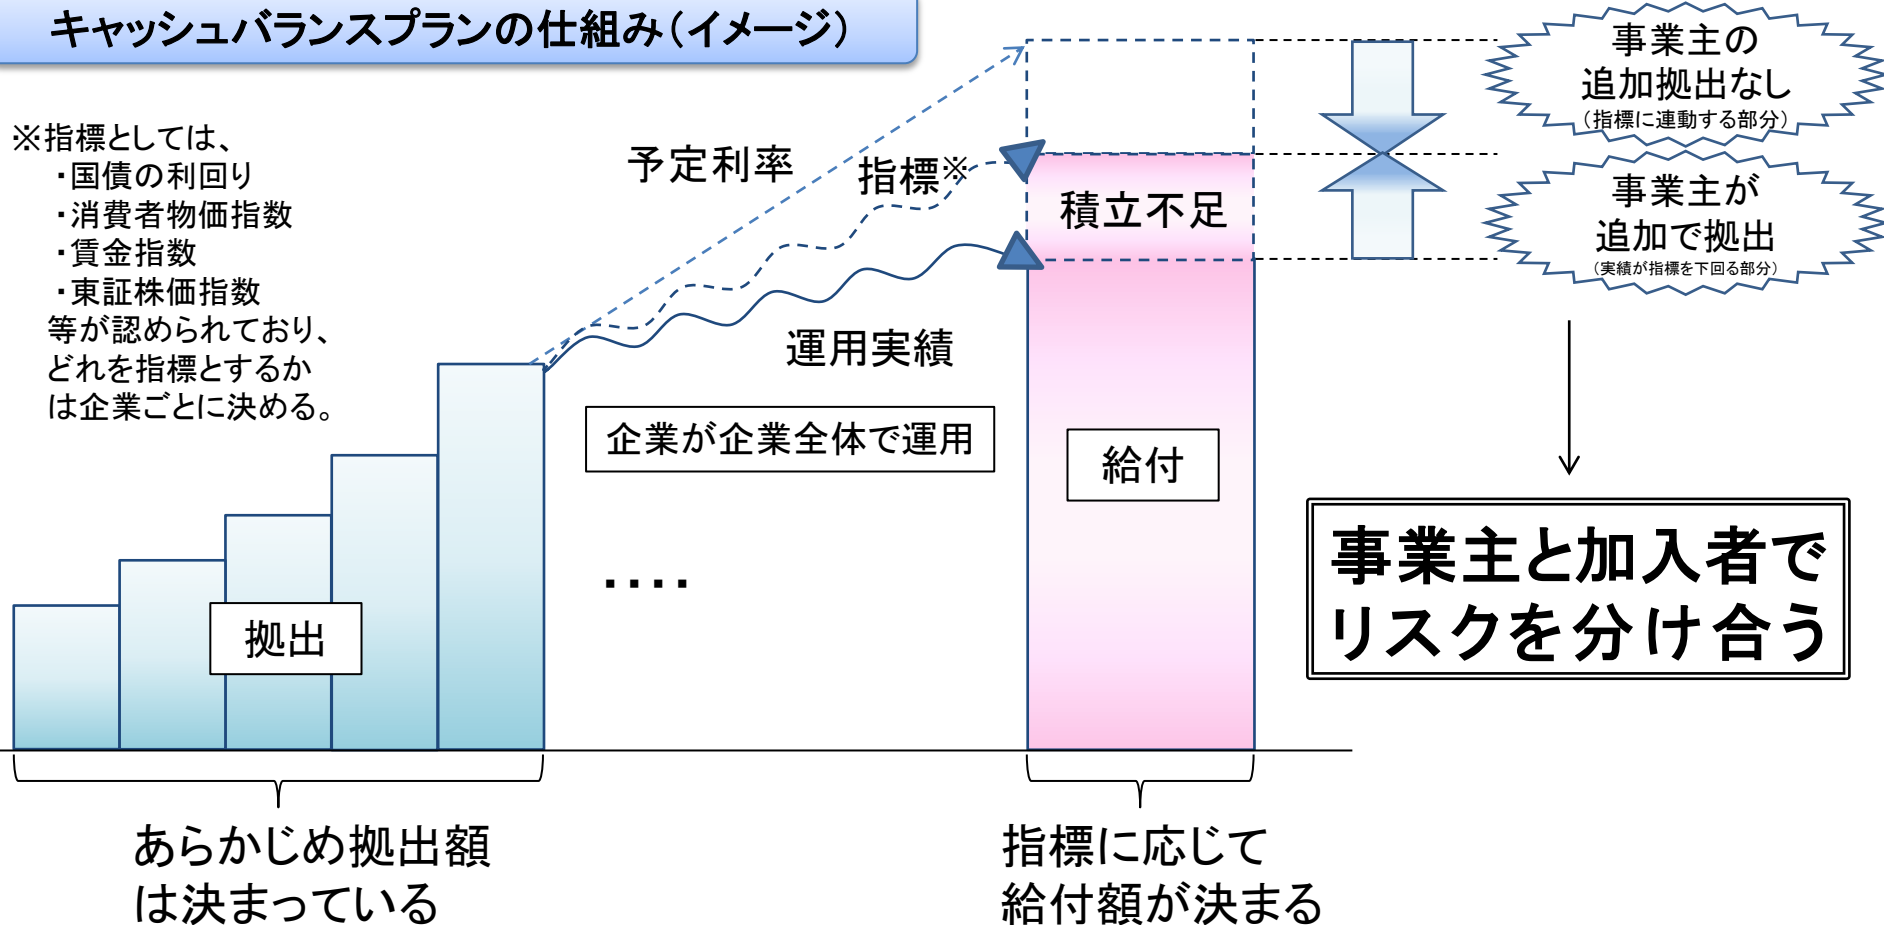 キャッシュバランスプランの仕組み（イメージ）
※指標としては、
・国債の利回り
・消費者物価指数
・賃金指数
・東証株価指数
等が認められており、
どれを指標とするか
は企業ごとに決める。
予定利率
指標※
運用実績
企業が企業全体で運用
・・・・
拠出
積立不足
給付
事業主の
追加拠出なし
（指標に連動する部分）
事業主が
追加で拠出
（実績が指標を下回る部分）
事業主と加入者で
リスクを分け合う
あらかじめ拠出額
は決まっている
指標に応じて
給付額が決まる